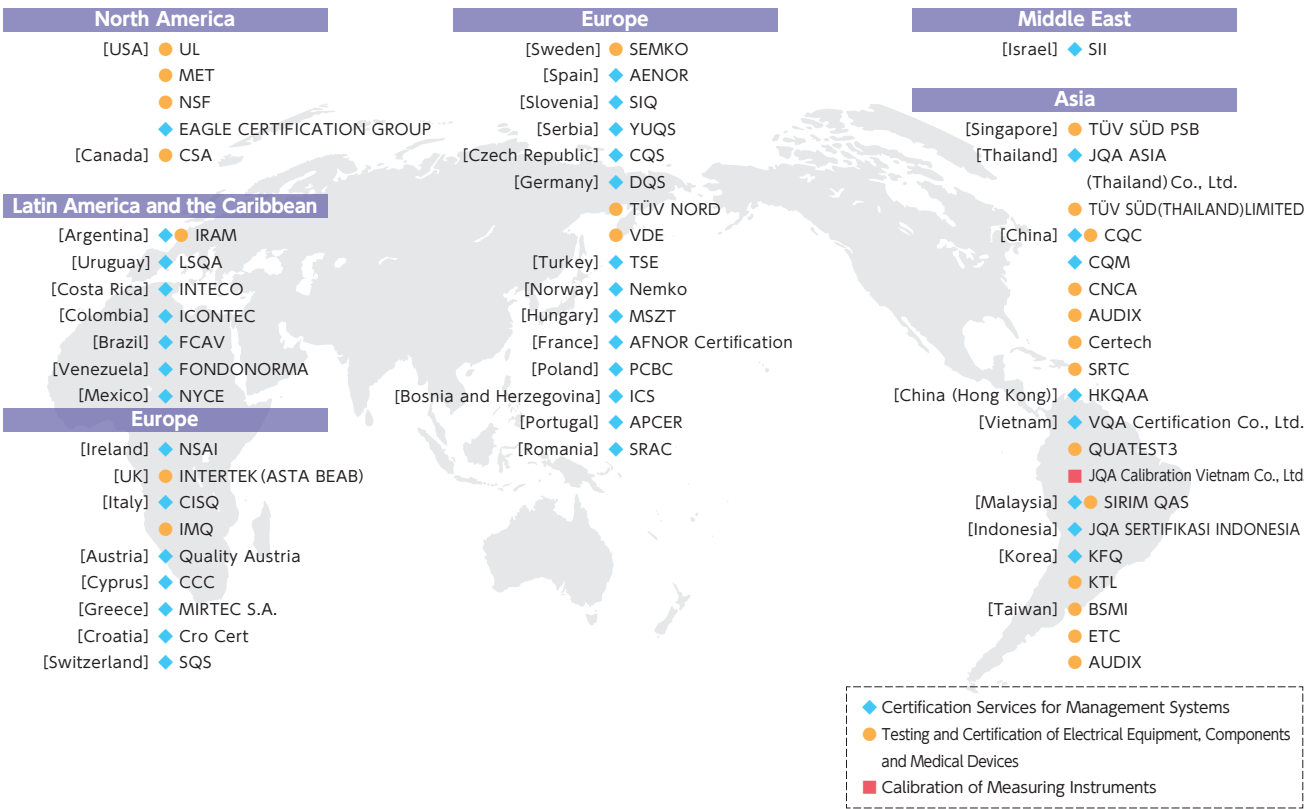 North America
[USA] UL
MET
NSF
EAGLE CERTIFICATION GROUP
[Canada] CSA
Latin America and the Caribbean
[Argentina] IRAM
[Uruguay] LSQA
[Costa Rica] INTECO
[Colombia] ICONTEC
[Brazil] FCAV
[Venezuela] FONDONORMA
[Mexico] NYCE
Europe
[Ireland] NSAI
[UK] INTERTEK (ASTA BEAB)
[Italy] CISQ
IMQ
[Austria] Quality Austria
[Cyprus] CCC
[Greece] MIRTEC S.A.
[Croatia] Cro Cert
[Switzerland] SQS
Europe
[Sweden] SEMKO
[Spain] AENOR
[Slovenia] SIQ
[Serbia] YUQS
[Czech Republic] CQS
[Germany] DQS
TÜV NORD
VDE
[Turkey] TSE
[Norway] Nemko
[Hungary] MSZT
[France] AFNOR Certification
[Poland] PCBC
[Bosnia and Herzegovina] ICS
[Portugal] APCER
[Romania] SRAC
Middle East
[Israel] SII
Asia
[Singapore] TÜV SÜD PSB
[Thailand] JQA ASIA
(Thailand) Co., Ltd.
TÜV SÜD(THAILAND)LIMITED
[China] CQC
CQM
CNCA
AUDIX
Certech
SRTC
[China (Hong Kong)] HKQAA
[Vietnam] VQA Certification Co., Ltd.
QUATEST3
JQA Calibration Vietnam Co., Ltd
[Malaysia] SIRIM QAS
[Indonesia] JQA SERTIFIKASI INDONESIA
[Korea] KFQ
KTL
[Taiwan] BSMI
ETC
AUDIX
Certification Services for Management Systems
Testing and Certification of Electrical Equipment, Components
and Medical Devices
Calibration of Measuring Instruments